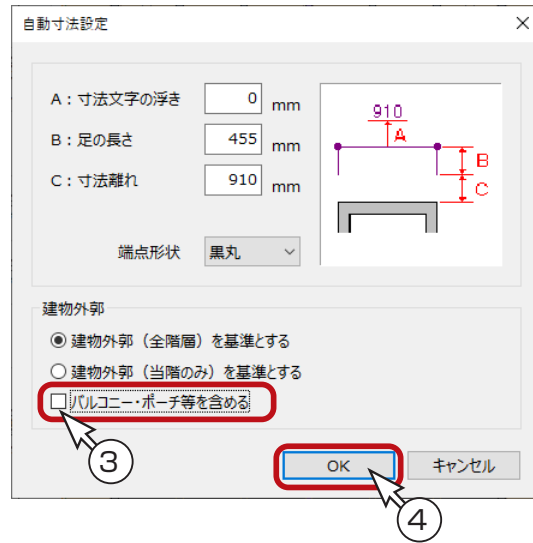 自動寸法設定
A：寸法文字の浮き 0 mm
B：足の長さ 455 mm
C：寸法離れ 910 mm
910
A
B
C
端点形状 黒丸
建物外郭
建物外郭（全階層）を基準とする
建物外郭（当階のみ）を基準とする
バルコニー・ポーチ等を含める
③
OK キャンセル
④